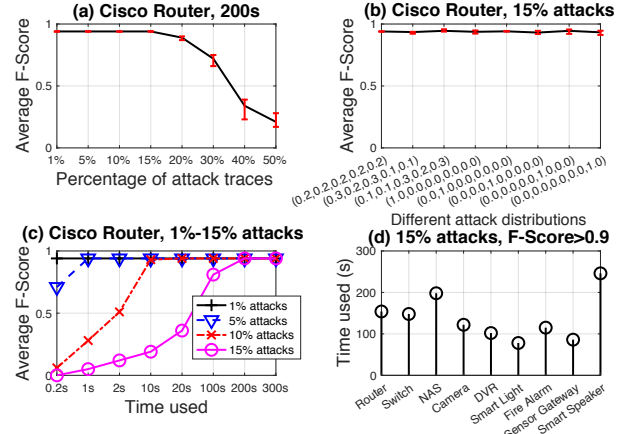 (a) Cisco Router, 200s
Average F-Score
1
0.5
0
1% 5% 10% 15% 20% 30% 40% 50%
Percentage of attack traces
(b) Cisco Router, 15% attacks
Average F-Score
1
0.5
0
(0.2,0.2,0.2,0.2,0.2)
(0.3,0.2,0.3,0.1,0.1)
(0.1,0.1,0.3,0.2,0.3)
(1.0,0.0,0.0,0.0,0.0)
(0.0,1.0,0.0,0.0,0.0)
(0.0,0.0,1.0,0.0,0.0)
(0.0,0.0,0.0,1.0,0.0)
(0.0,0.0,0.0,0.0,1.0)
Different attack distributions
(c) Cisco Router, 1%-15% attacks
Average F-Score
1
0.5
0
1% attacks
5% attacks
10% attacks
15% attacks
0.2s 1s 2s 10s 20s 100s 200s 300s
Time used
(d) 15% attacks, F-Score>0.9
Time used (s)
300
200
100
0
Router
Switch
NAS
Camera
DVR
Smart Light
Fire Alarm
Sensor Gateway
Smart Speaker